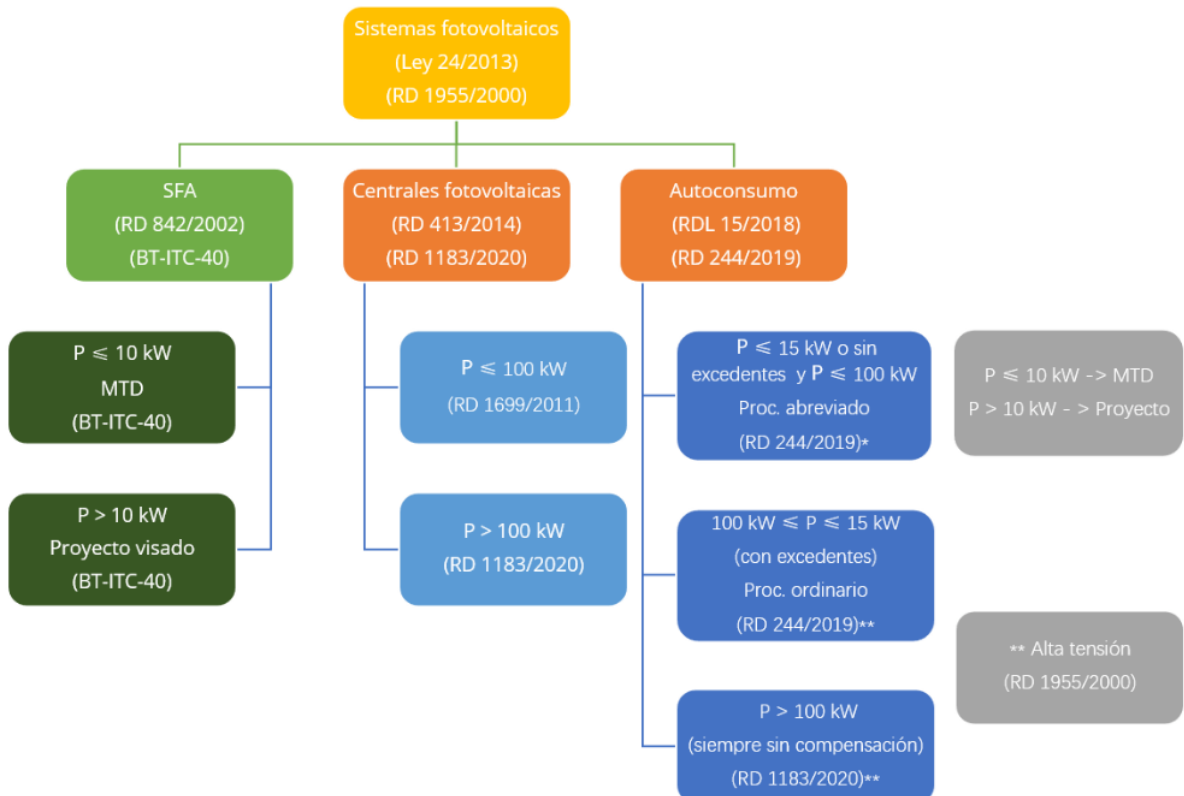 Sistemas fotovoltaicos
(Ley 24/2013)
(RD 1955/2000)
SFA
(RD 842/2002)
(BT-ITC-40)
Centrales fotovoltaicas
(RD 413/2014)
(RD 1183/2020)
Autoconsumo
(RDL 15/2018)
(RD 244/2019)
P ≤ 10 kW
MTD
(BT-ITC-40)
P > 10 kW
Proyecto visado
(BT-ITC-40)
P ≤ 100 kW
(RD 1699/2011)
P > 100 kW
(RD 1183/2020)
P ≤ 15 kW o sin
excedentes y P ≤ 100 kW
Proc. abreviado
(RD 244/2019)*
P ≤ 10 kW -> MTD
P > 10 kW - > Proyecto
100 kW ≤ P ≤ 15 kW
(con excedentes)
Proc. ordinario
(RD 244/2019)**
** Alta tensión
(RD 1955/2000)
P > 100 kW
(siempre sin compensación)
(RD 1183/2020)**